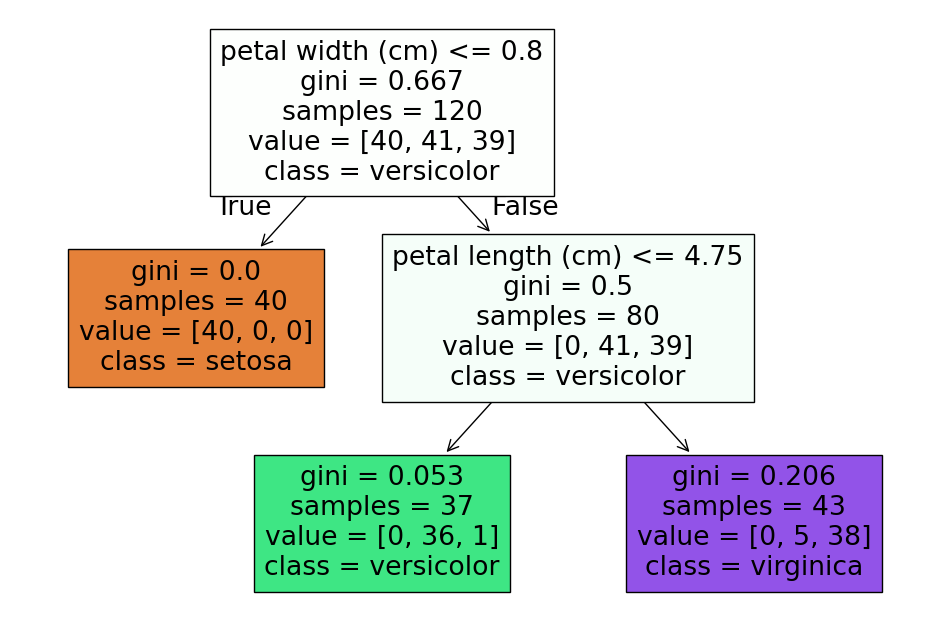 petal width (cm) <= 0.8
gini = 0.667
samples = 120
value = [40, 41, 39]
class = versicolor
True
False
gini = 0.0
samples = 40
value = [40, 0, 0]
class = setosa
petal length (cm) <= 4.75
gini = 0.5
samples = 80
value = [0, 41, 39]
class = versicolor
gini = 0.053
samples = 37
value = [0, 36, 1]
class = versicolor
gini = 0.206
samples = 43
value = [0, 5, 38]
class = virginica